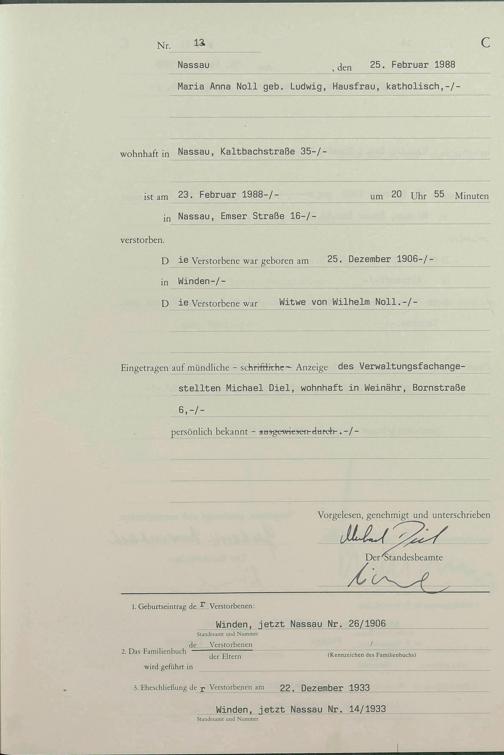 Nr. 13
C
Nassau, den 25. Februar 1988
Maria Anna Noll geb. Ludwig, Hausfrau, katholisch,-/-
wohnhaft in Nassau, Kaltbachstraße 35-/-
ist am 23. Februar 1988-/- um 20 Uhr 55 Minuten
in Nassau, Emser Straße 16-/-
verstorben.
D ie Verstorbene war geboren am 25. Dezember 1906-/-
in Winden-/-
D ie Verstorbene war Witwe von Wilhelm Noll.-/-
Eingetragen auf mündliche - schriftliche - Anzeige des Verwaltungsfachange-
stellten Michael Diel, wohnhaft in Weinähr, Bornstraße
6,-/-
persönlich bekannt - ausgewiesen durch .-/-
Vorgelesen, genehmigt und unterschrieben
Michael Diel
Der Standesbeamte
1. Geburtseintrag de r Verstorbenen:
Winden, jetzt Nassau Nr. 26/1906
Standesamt und Nummer
2. Das Familienbuch de Verstorbenen /
der Eltern (Kennzeichen des Familienbuchs)
wird geführt in
3. Eheschließung de r Verstorbenen am 22. Dezember 1933
Winden, jetzt Nassau Nr. 14/1933
Standesamt und Nummer